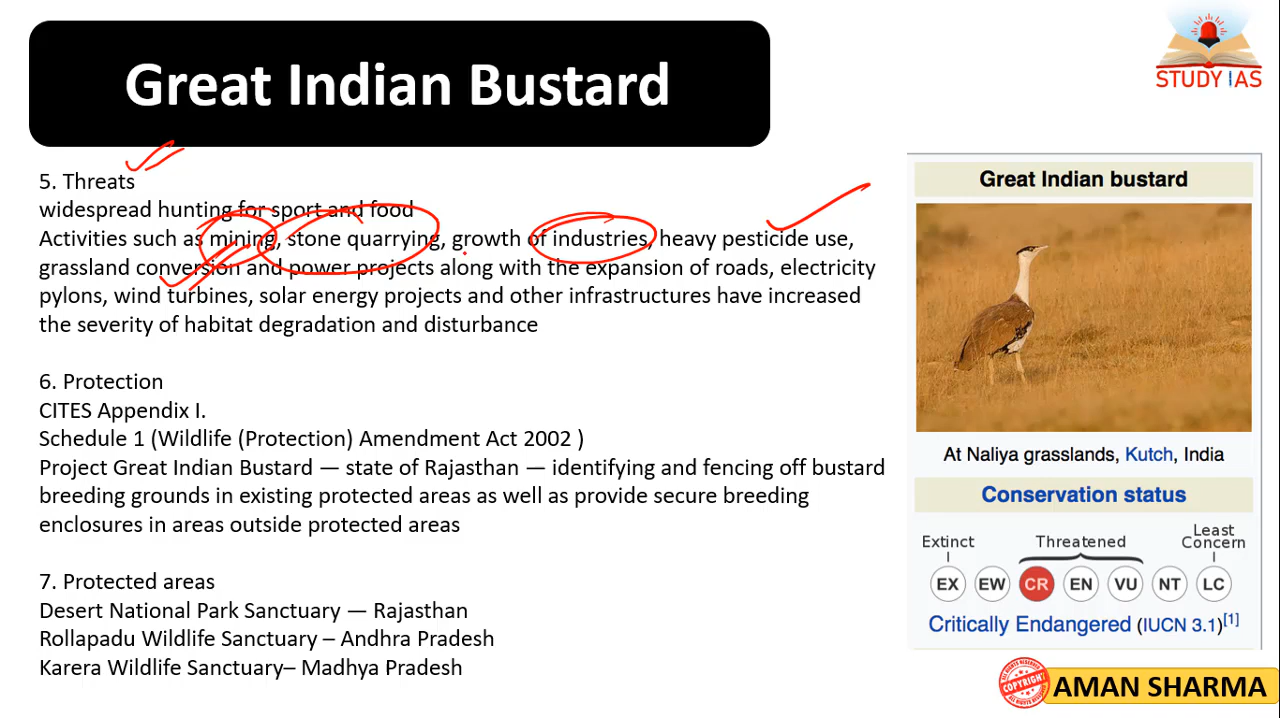 Great Indian Bustard
STUDY IAS
5. Threats
widespread hunting for sport and food
Activities such as mining, stone quarrying, growth of industries, heavy pesticide use,
grassland conversion and power projects along with the expansion of roads, electricity
pylons, wind turbines, solar energy projects and other infrastructures have increased
the severity of habitat degradation and disturbance
6. Protection
CITES Appendix I.
Schedule 1 (Wildlife (Protection) Amendment Act 2002 )
Project Great Indian Bustard — state of Rajasthan — identifying and fencing off bustard
breeding grounds in existing protected areas as well as provide secure breeding
enclosures in areas outside protected areas
7. Protected areas
Desert National Park Sanctuary — Rajasthan
Rollapadu Wildlife Sanctuary – Andhra Pradesh
Karera Wildlife Sanctuary– Madhya Pradesh
Great Indian bustard
At Naliya grasslands, Kutch, India
Conservation status
Extinct Threatened Least
Concern
EX EW CR EN VU NT LC
Critically Endangered (IUCN 3.1)[1]
COPYRIGHT
AMAN SHARMA